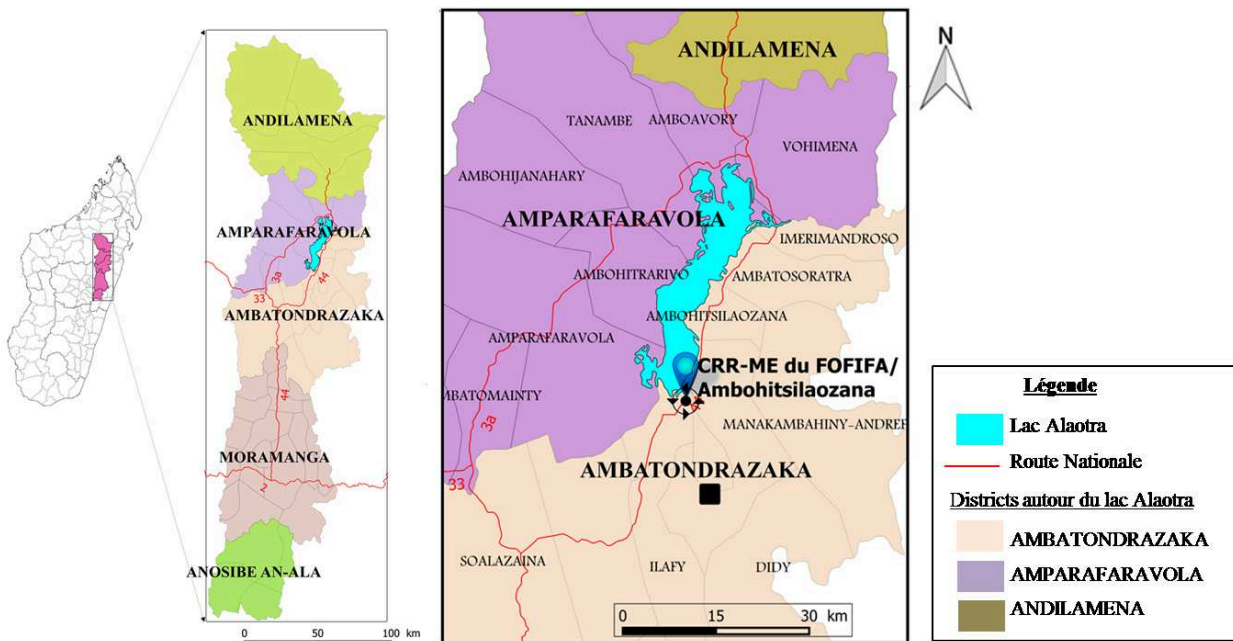 ANDILAMENA
AMPARAFARAVOLA
3a
44
33
AMBATONDRAZAKA
44
MORAMANGA
2
ANOSIBE AN-ALA
0 50 100 km
ANDILAMENA
TANAMBE
AMBOAVORY
VOHIMENA
AMBOHIJANAHARY
AMPARAFARAVOLA
IMERIMANDROSO
AMBOHITRARIVO
AMBATOSORATRA
AMBOHITSILAOZANA
AMPARAFARAVOLA
CRR-ME du FOFIFA/
Ambohitsilaozana
MBATOMAINTY
3a
MANAKAMBAHINY-ANDREF
AMBATONDRAZAKA
33
SOALAZAINA
ILAFY
DIDY
0 15 30
km
N
Légende
Lac Alaotra
Route Nationale
Districts autour du lac Alaotra
AMBATONDRAZAKA
AMPARAFARAVOLA
ANDILAMENA